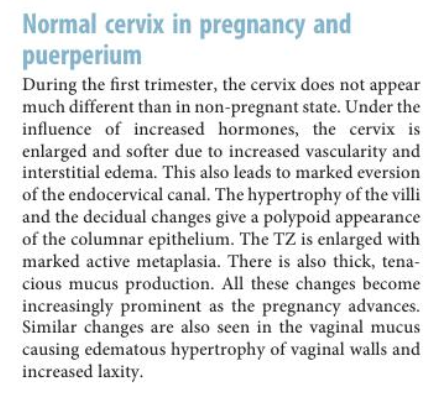 Normal cervix in pregnancy and
puerperium
During the first trimester, the cervix does not appear
much different than in non-pregnant state. Under the
influence of increased hormones, the cervix is
enlarged and softer due to increased vascularity and
interstitial edema. This also leads to marked eversion
of the endocervical canal. The hypertrophy of the villi
and the decidual changes give a polypoid appearance
of the columnar epithelium. The TZ is enlarged with
marked active metaplasia. There is also thick, tena-
cious mucus production. All these changes become
increasingly prominent as the pregnancy advances.
Similar changes are also seen in the vaginal mucus
causing edematous hypertrophy of vaginal walls and
increased laxity.